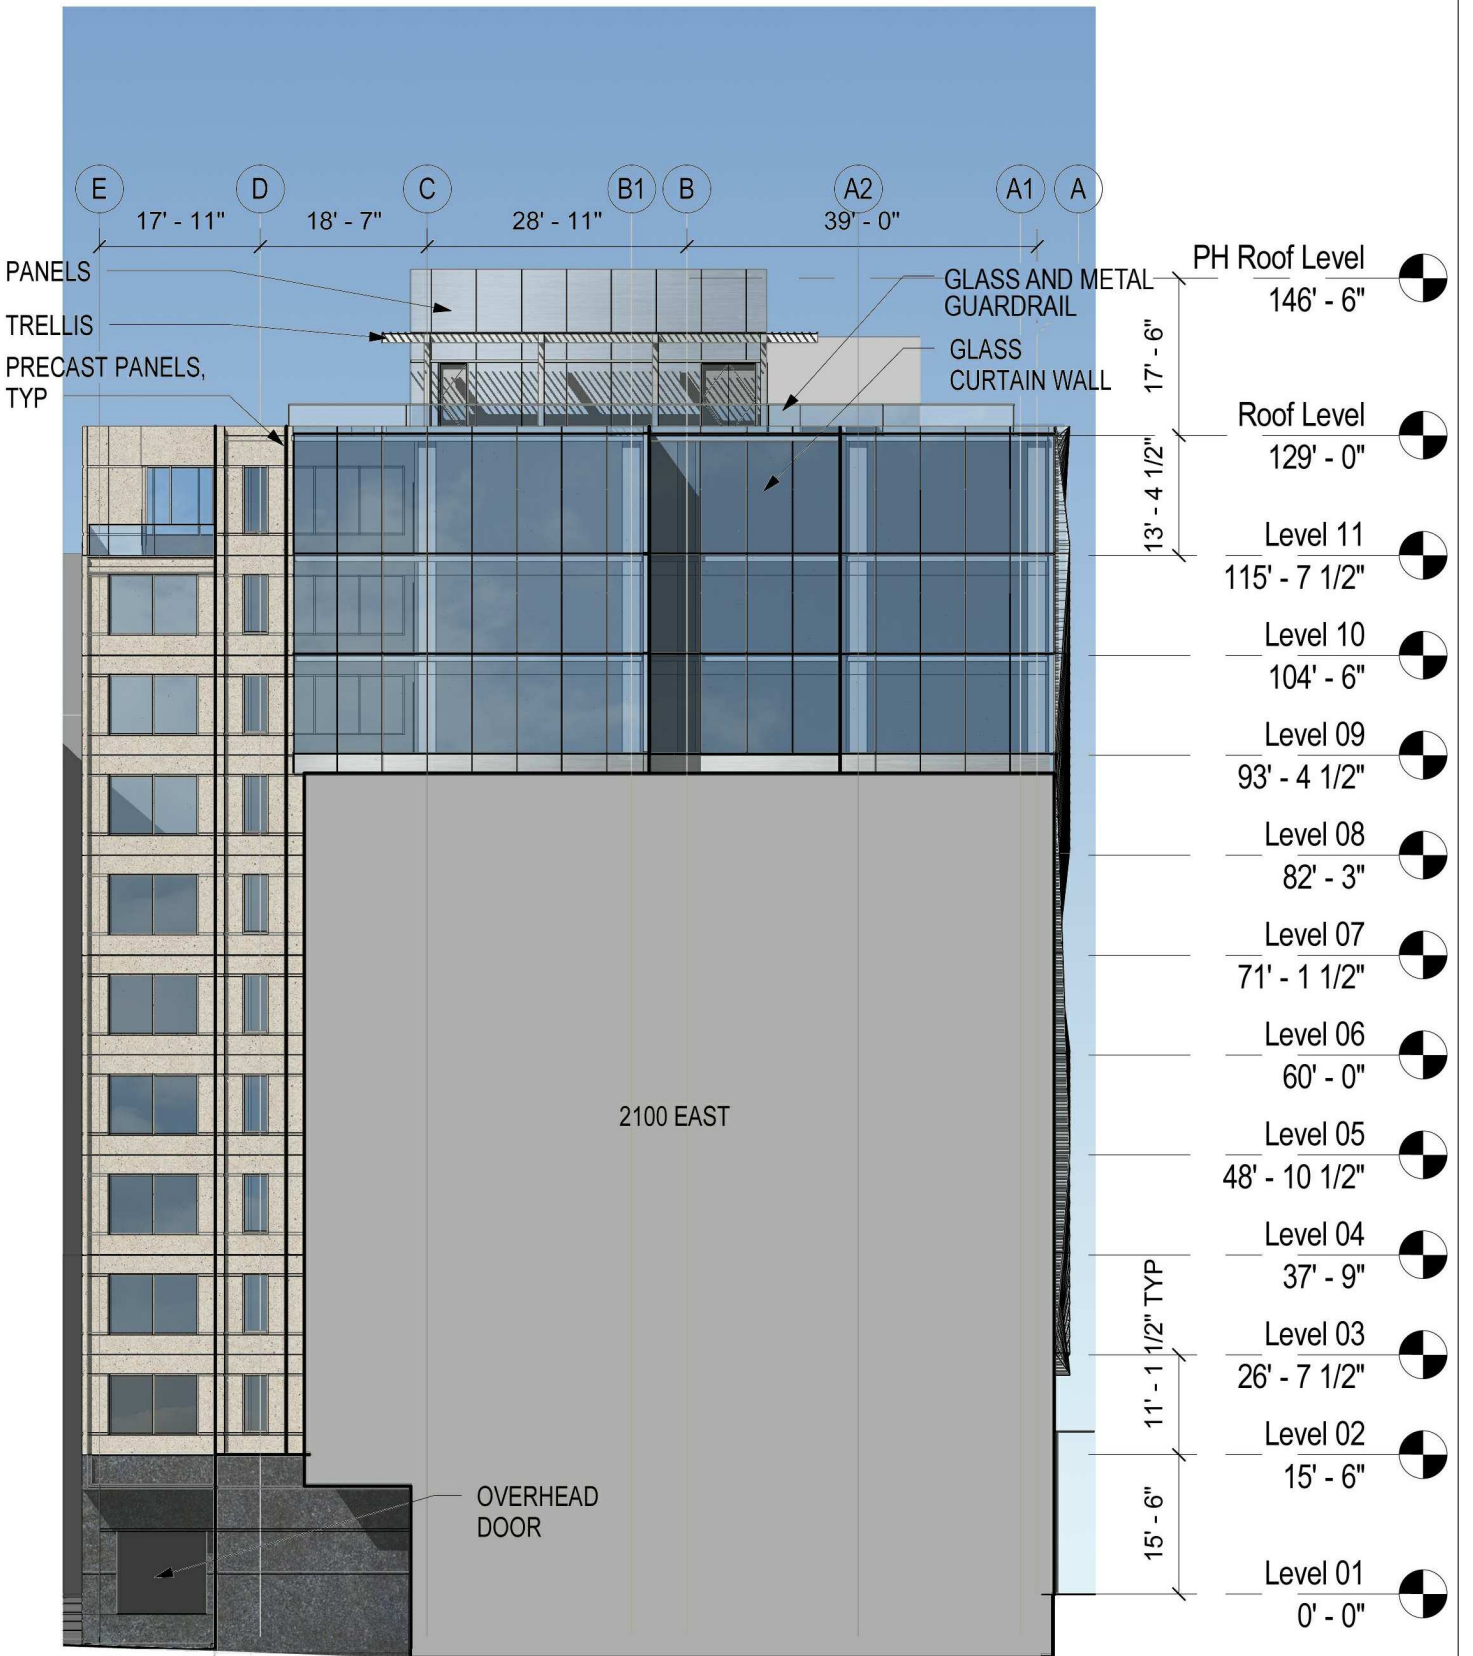 E D C B1 B A2 A1 A
17' - 11" 18' - 7" 28' - 11" 39' - 0"
PANELS
TRELLIS
PRECAST PANELS,
TYP
GLASS AND METAL
GUARDRAIL
GLASS
CURTAIN WALL
2100 EAST
OVERHEAD
DOOR
17' - 6"
13' - 4 1/2"
11' - 1 1/2" TYP
15' - 6"
PH Roof Level
146' - 6"
Roof Level
129' - 0"
Level 11
115' - 7 1/2"
Level 10
104' - 6"
Level 09
93' - 4 1/2"
Level 08
82' - 3"
Level 07
71' - 1 1/2"
Level 06
60' - 0"
Level 05
48' - 10 1/2"
Level 04
37' - 9"
Level 03
26' - 7 1/2"
Level 02
15' - 6"
Level 01
0' - 0"